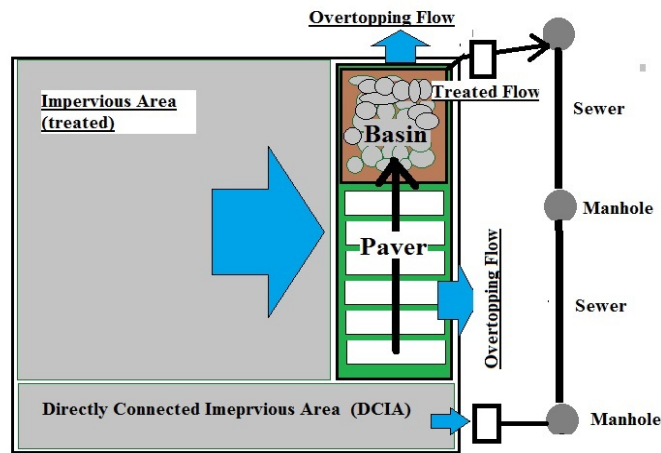 Overtopping Flow
Impervious Area
(treated)
Treated Flow
Basin
Sewer
Manhole
Paver
Overtopping Flow
Sewer
Directly Connected Imeprvious Area (DCIA)
Manhole